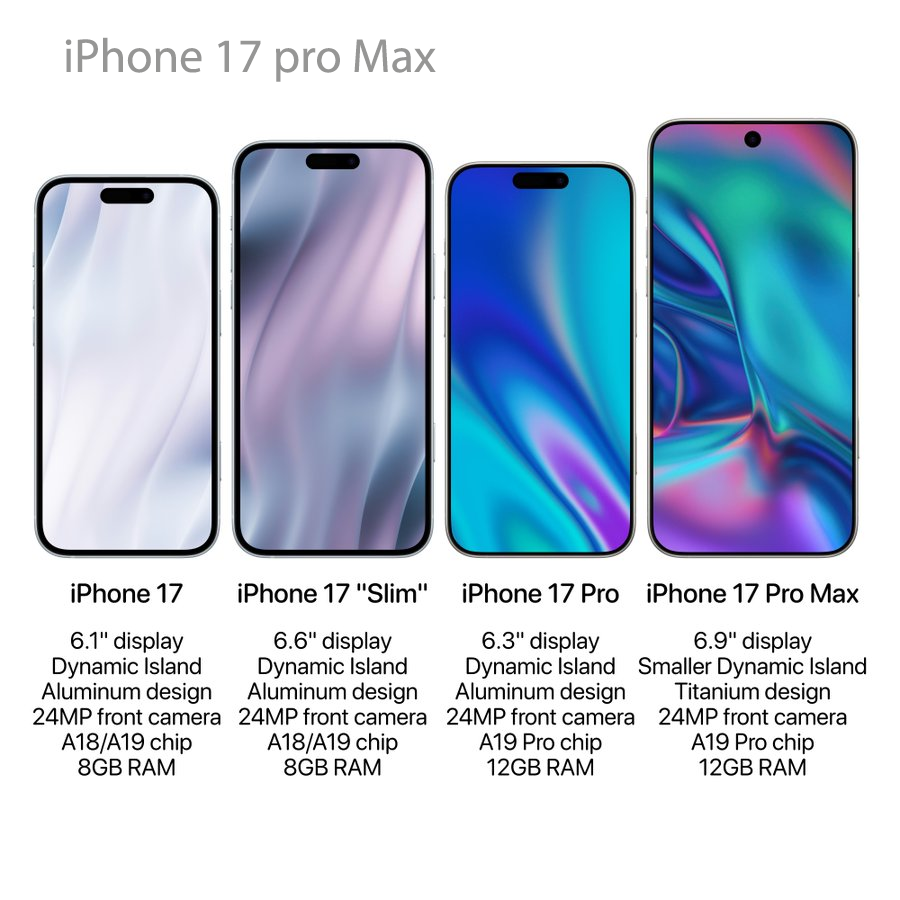 iPhone 17 pro Max
iPhone 17
6.1" display
Dynamic Island
Aluminum design
24MP front camera
A18/A19 chip
8GB RAM
iPhone 17 "Slim"
6.6" display
Dynamic Island
Aluminum design
24MP front camera
A18/A19 chip
8GB RAM
iPhone 17 Pro
6.3" display
Dynamic Island
Aluminum design
24MP front camera
A19 Pro chip
12GB RAM
iPhone 17 Pro Max
6.9" display
Smaller Dynamic Island
Titanium design
24MP front camera
A19 Pro chip
12GB RAM